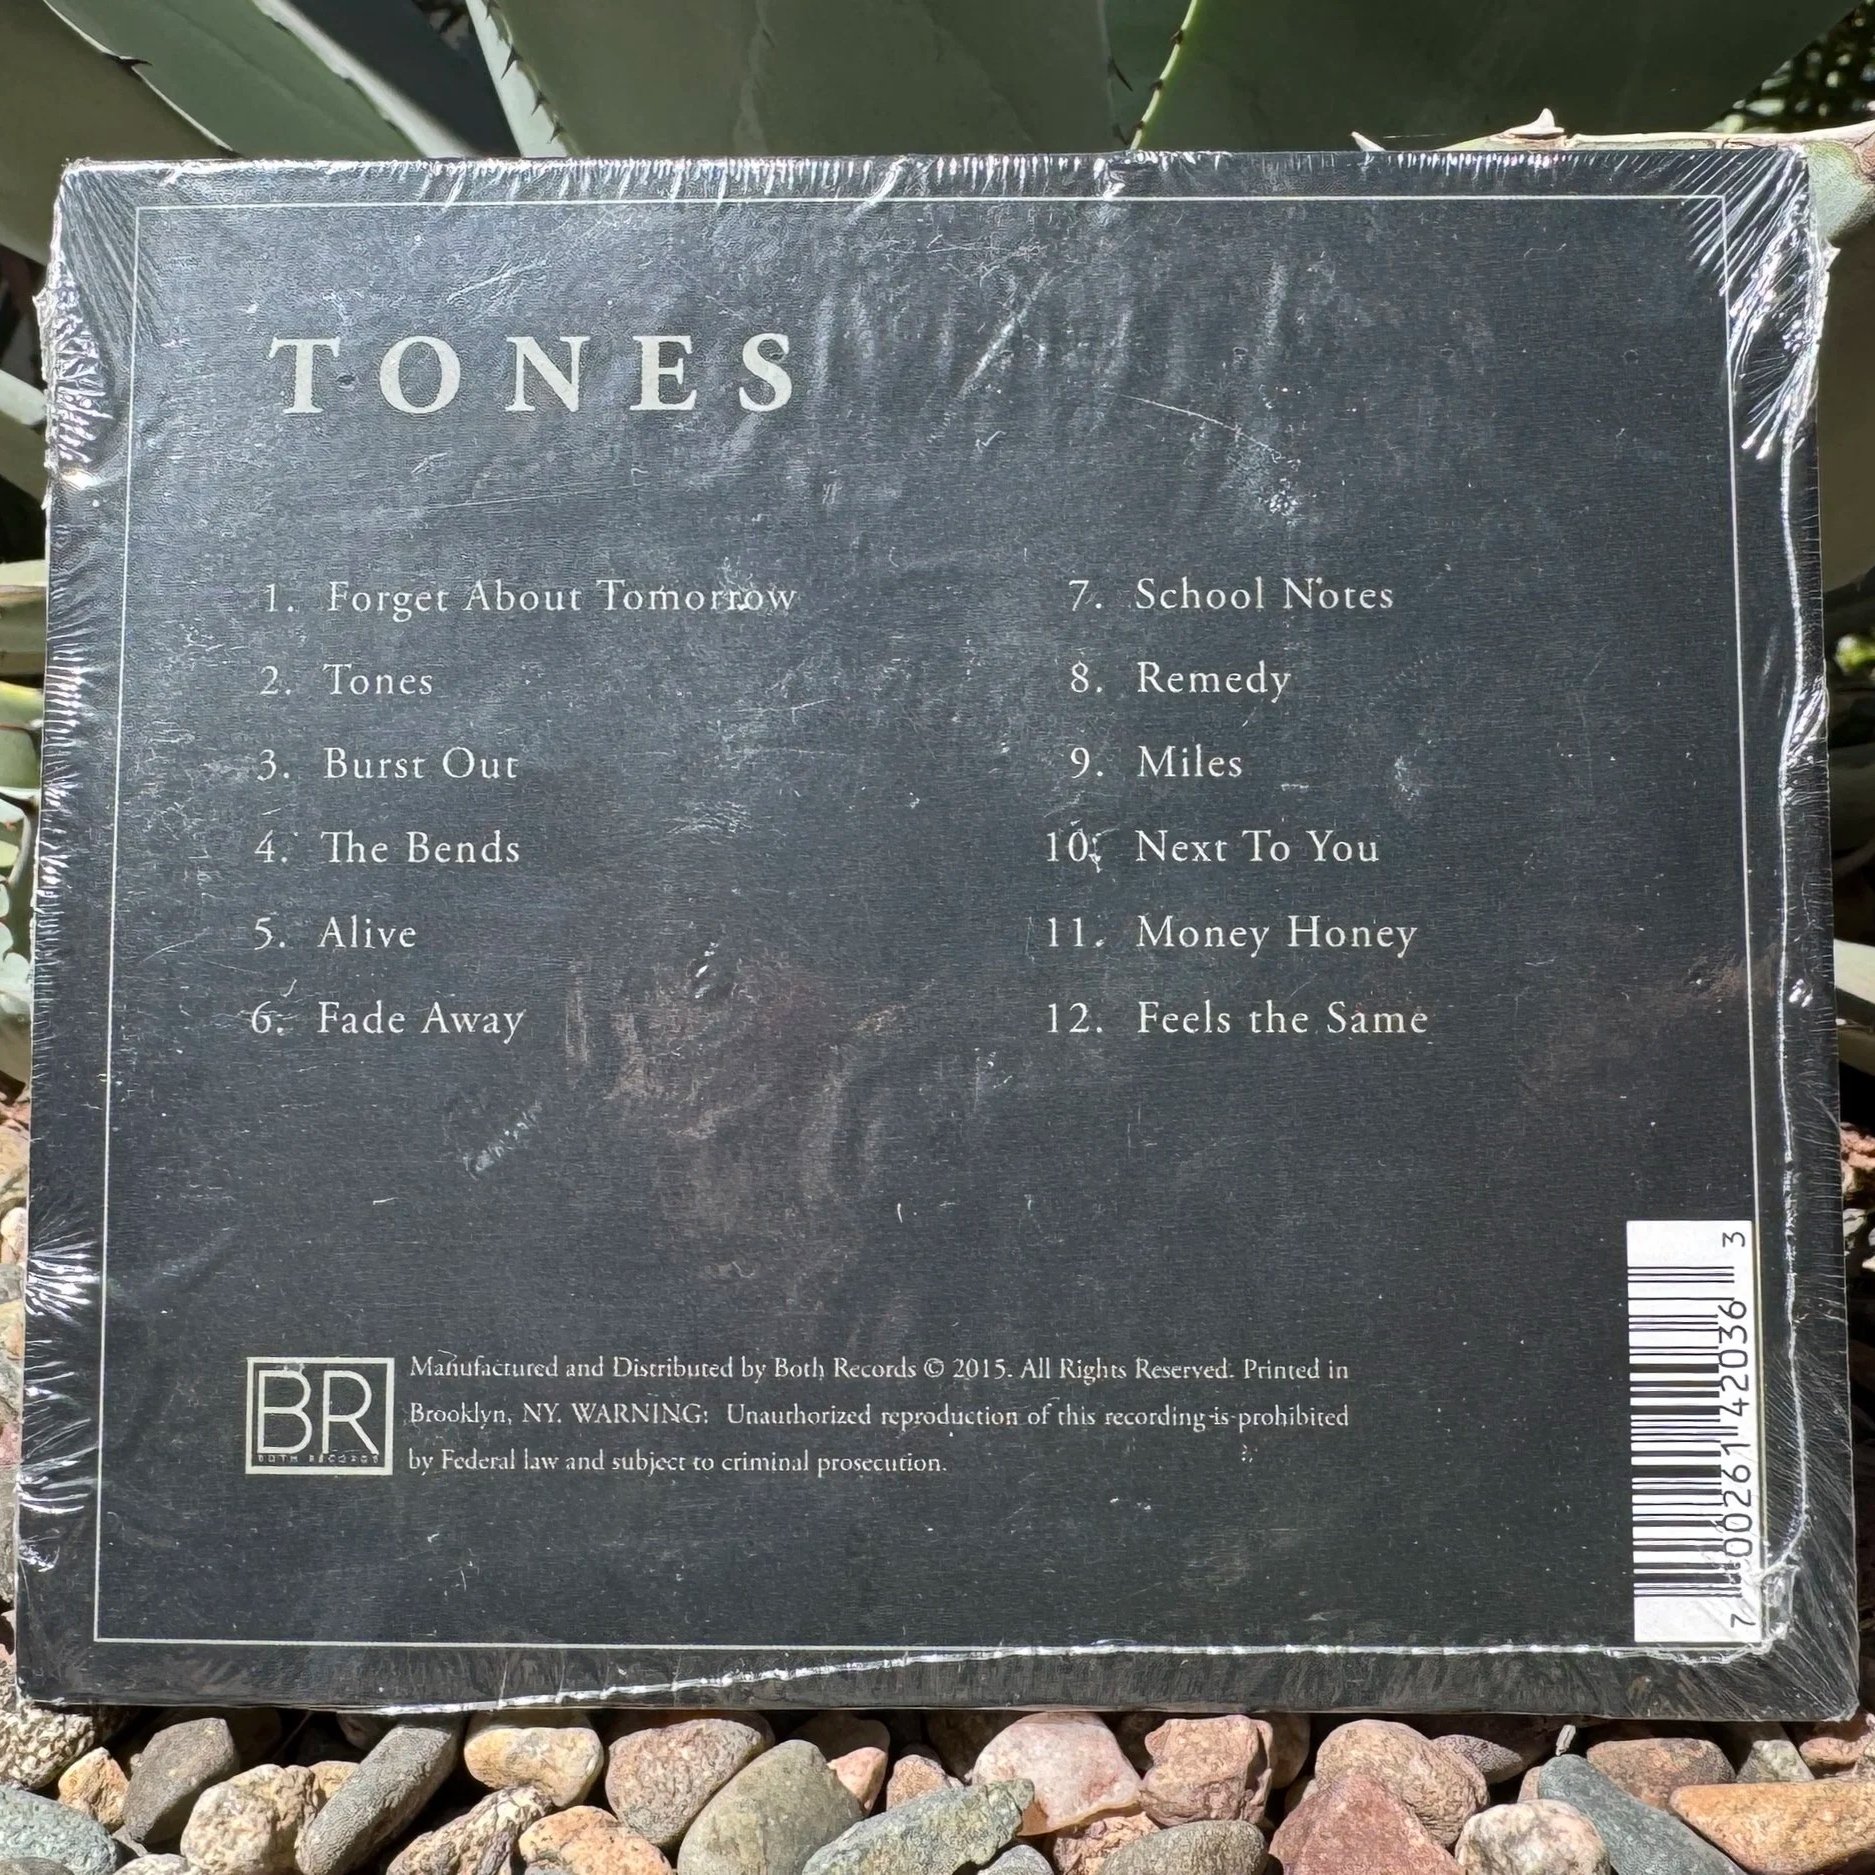 TONES
1. Forget About Tomorrow
2. Tones
3. Burst Out
4. The Bends
5. Alive
6. Fade Away
7. School Notes
8. Remedy
9. Miles
10. Next To You
11. Money Honey
12. Feels the Same
BR
BOTH RECORDS
Manufactured and Distributed by Both Records © 2015. All Rights Reserved. Printed in
Brooklyn, NY. WARNING: Unauthorized reproduction of this recording is prohibited
by Federal law and subject to criminal prosecution.
7 00261 42036 3